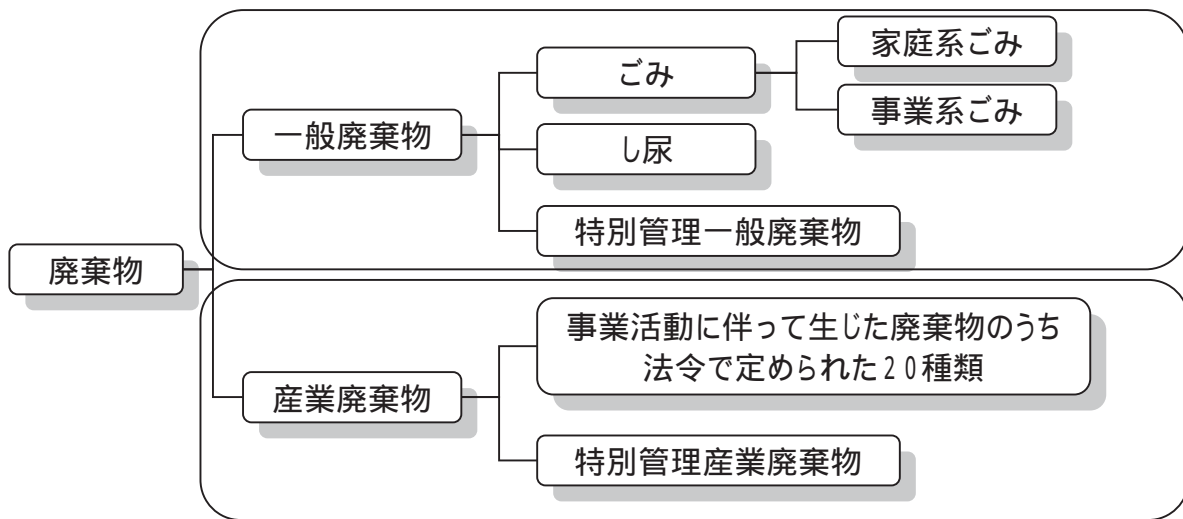 家庭系ごみ
ごみ
事業系ごみ
一般廃棄物
し尿
特別管理一般廃棄物
廃棄物
事業活動に伴って生じた廃棄物のうち
法令で定められた20種類
産業廃棄物
特別管理産業廃棄物